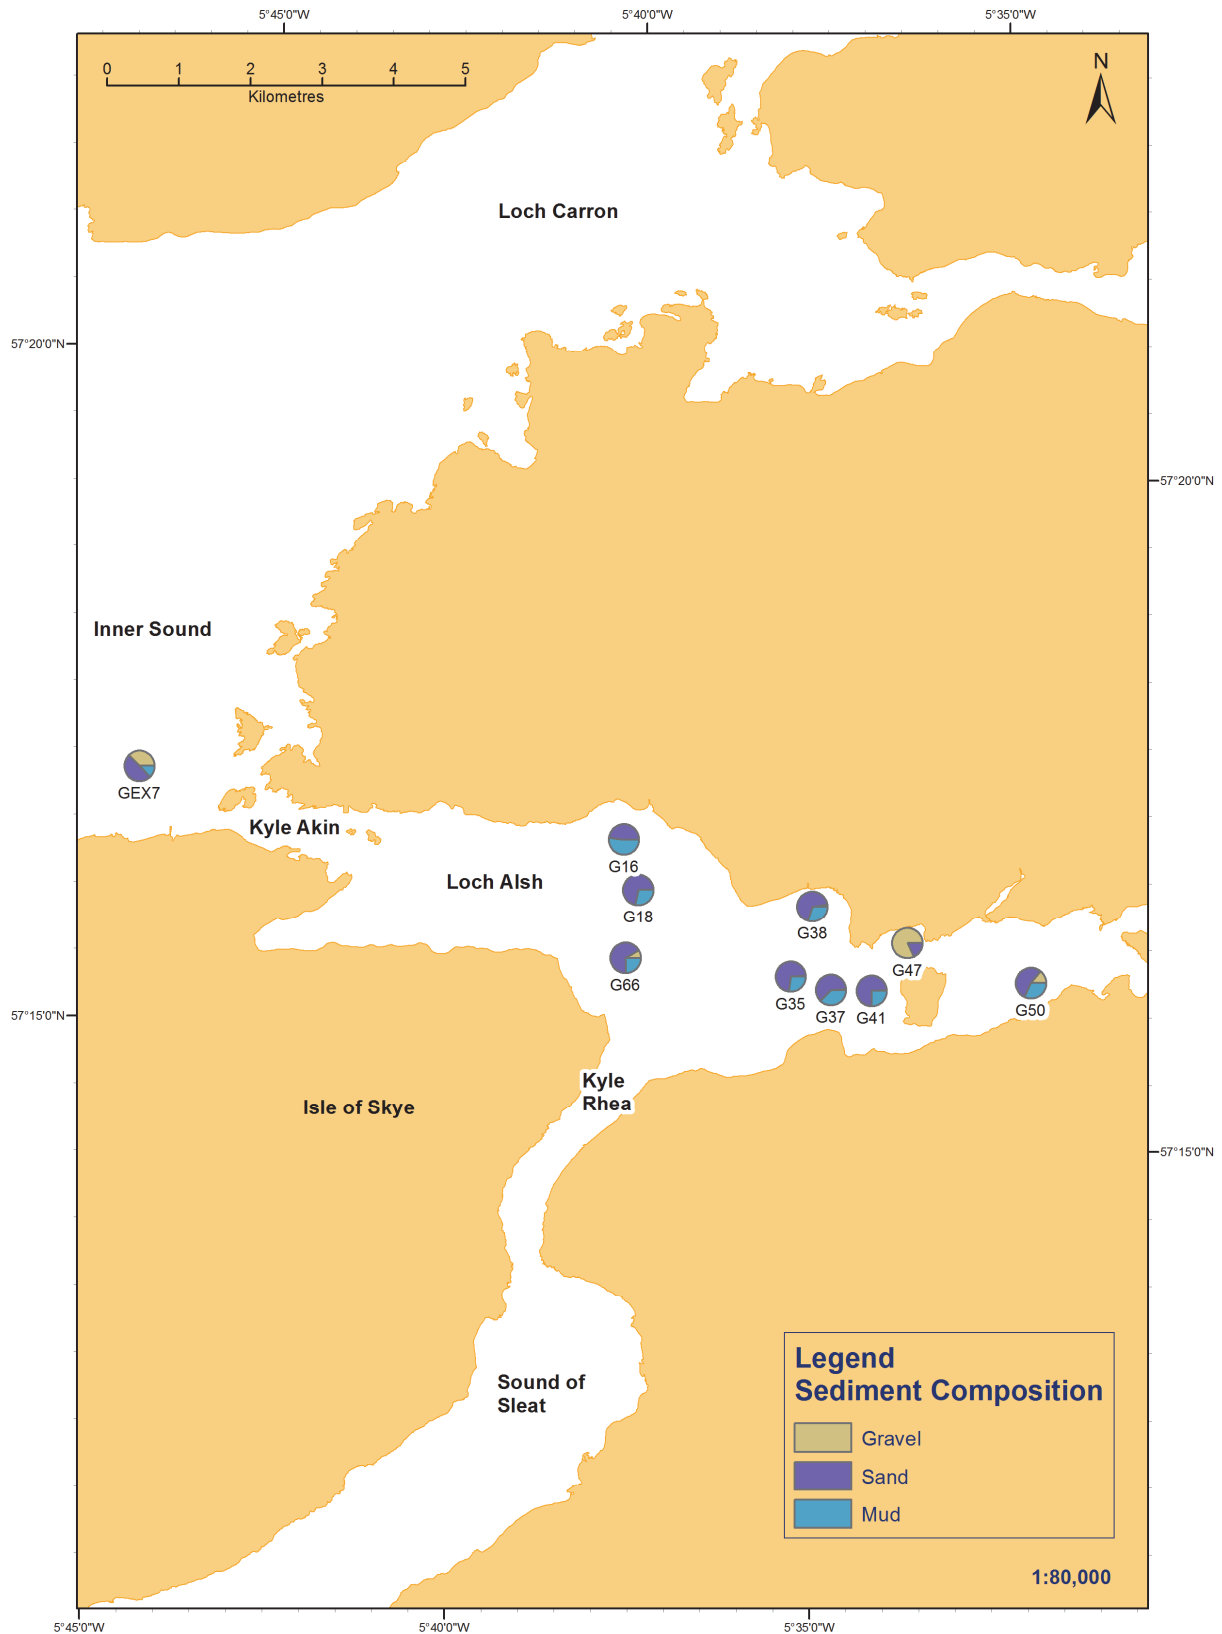 5°45'0"W 5°40'0"W 5°35'0"W
0 1 2 3 4 5
Kilometres
N
Loch Carron
57°20'0"N
57°20'0"N
Inner Sound
GEX7
Kyle Akin
G16
Loch Alsh
G18
G38
G47
G66
G35
G37
G41
G50
57°15'0"N
Kyle
Rhea
Isle of Skye
57°15'0"N
Sound of
Sleat
Legend
Sediment Composition
Gravel
Sand
Mud
1:80,000
5°45'0"W 5°40'0"W 5°35'0"W